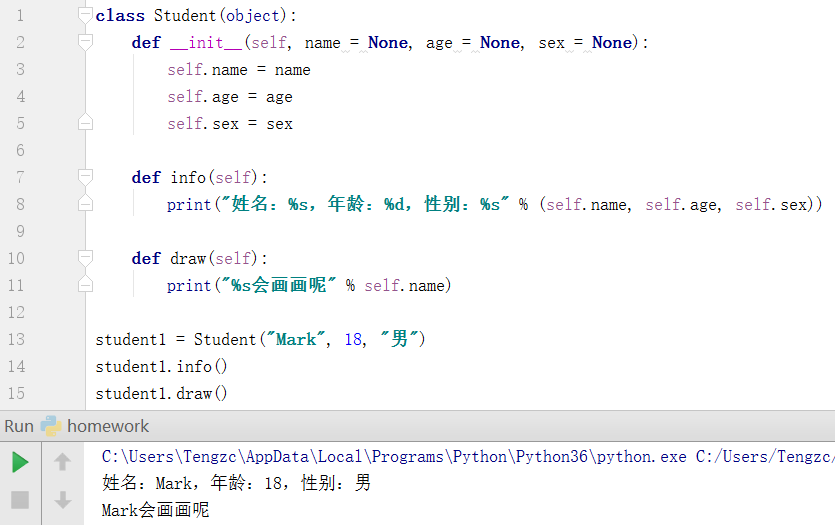 1 class Student(object):
2 def __init__(self, name = None, age = None, sex = None):
3 self.name = name
4 self.age = age
5 self.sex = sex
6
7 def info(self):
8 print("姓名：%s，年龄：%d，性别：%s" % (self.name, self.age, self.sex))
9
10 def draw(self):
11 print("%s会画画呢" % self.name)
12
13 student1 = Student("Mark", 18, "男")
14 student1.info()
15 student1.draw()
Run homework
C:\Users\Tengzc\AppData\Local\Programs\Python\Python36\python.exe C:/Users/Tengzc/
姓名：Mark，年龄：18，性别：男
Mark会画画呢